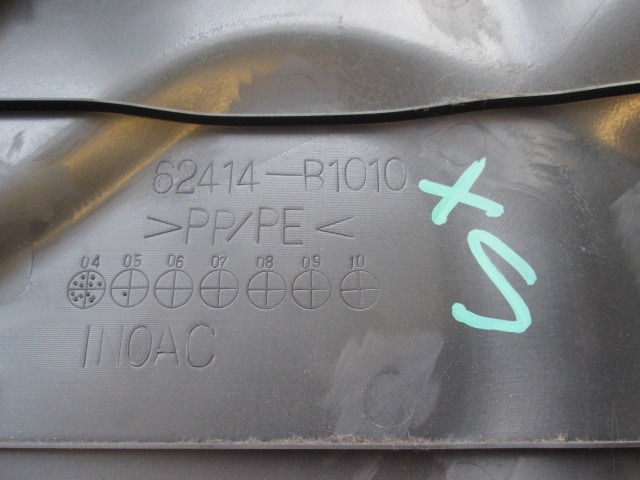 62414-B1010
>PP/PE<
04 05 06 07 08 09 10
INOAC
X
S